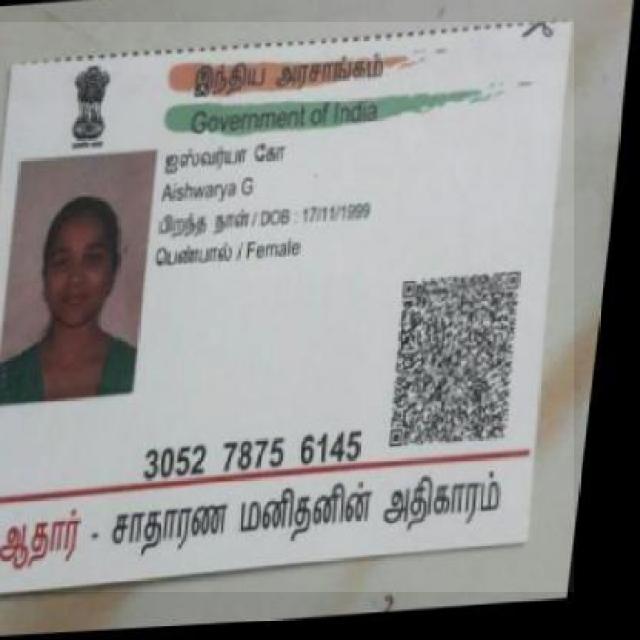 இந்திய அரசாங்கம்
Government of India
ஐஸ்வர்யா கோ
Aishwarya G
பிறந்த நாள் / DOB : 17/11/1999
பெண்பால் / Female
3052 7875 6145
ஆதார் - சாதாரண மனிதனின் அதிகாரம்